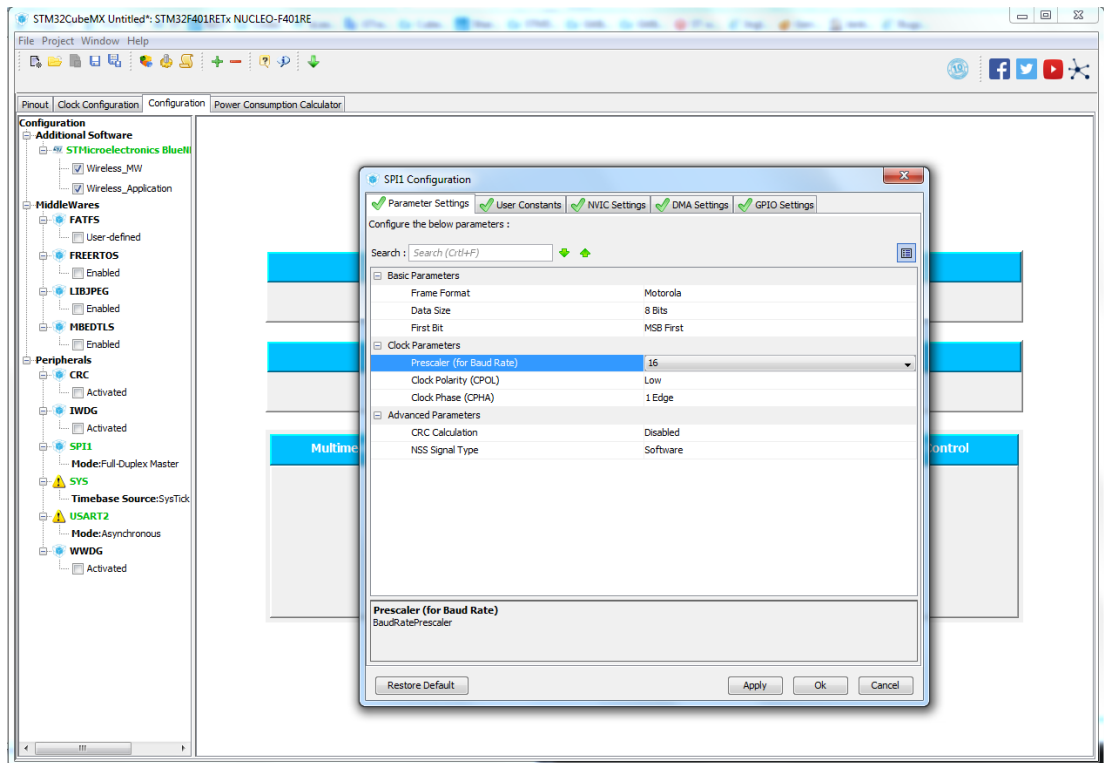 STM32CubeMX Untitled*: STM32F401RETx NUCLEO-F401RE
File Project Window Help
19
Pinout Clock Configuration Configuration Power Consumption Calculator
Configuration
Additional Software
STMicroelectronics BlueN
Wireless_MW
Wireless_Application
MiddleWares
FATFS
User-defined
FREERTOS
Enabled
LIBJPEG
Enabled
MBEDTLS
Enabled
Peripherals
CRC
Activated
IWDG
Activated
SPI1
Mode:Full-Duplex Master
SYS
Timebase Source:SysTick
USART2
Mode:Asynchronous
WWDG
Activated
Multime
ontrol
SPI1 Configuration
Parameter Settings User Constants NVIC Settings DMA Settings GPIO Settings
Configure the below parameters :
Search : Search (Crtl+F)
Basic Parameters
Frame Format Motorola
Data Size 8 Bits
First Bit MSB First
Clock Parameters
Prescaler (for Baud Rate) 16
Clock Polarity (CPOL) Low
Clock Phase (CPHA) 1 Edge
Advanced Parameters
CRC Calculation Disabled
NSS Signal Type Software
Prescaler (for Baud Rate)
BaudRatePrescaler
Restore Default Apply Ok Cancel